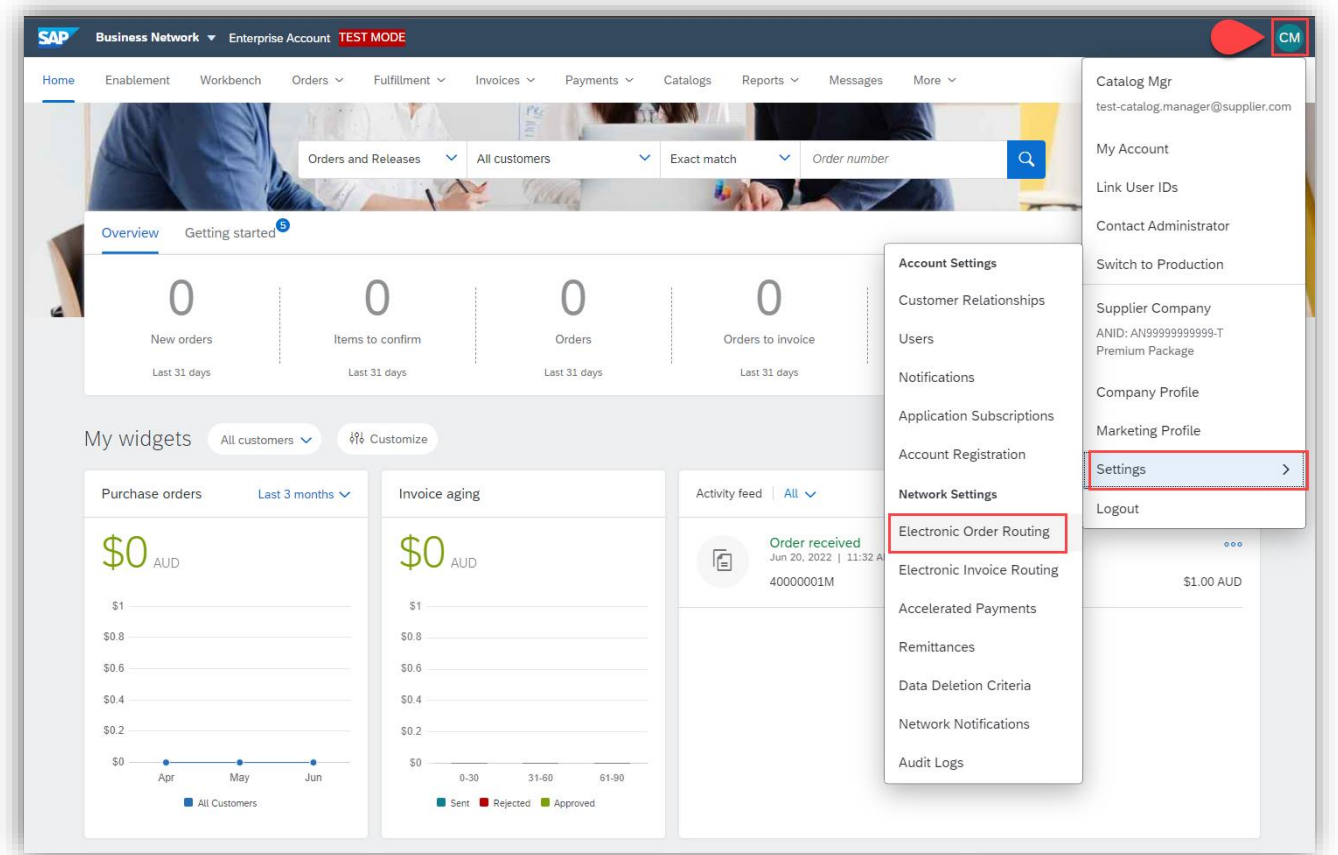 SAP Business Network Enterprise Account TEST MODE CM
Home Enablement Workbench Orders Fulfillment Invoices Payments Catalogs Reports Messages More
Orders and Releases All customers Exact match Order number
Overview Getting started 5
0 0 0 0
New orders Items to confirm Orders Orders to invoice
Last 31 days Last 31 days Last 31 days Last 31 days
My widgets All customers Customize
Purchase orders Last 3 months
$0 AUD
$1
$0.8
$0.6
$0.4
$0.2
$0
Apr May Jun
All Customers
Invoice aging
$0 AUD
$1
$0.8
$0.6
$0.4
$0.2
$0
0-30 31-60 61-90
Sent Rejected Approved
Activity feed All
Order received
Jun 20, 2022 | 11:32 A
40000001M $1.00 AUD
Account Settings
Customer Relationships
Users
Notifications
Application Subscriptions
Account Registration
Network Settings
Electronic Order Routing
Electronic Invoice Routing
Accelerated Payments
Remittances
Data Deletion Criteria
Network Notifications
Audit Logs
Catalog Mgr
test-catalog.manager@supplier.com
My Account
Link User IDs
Contact Administrator
Switch to Production
Supplier Company
ANID: AN99999999999-T
Premium Package
Company Profile
Marketing Profile
Settings
Logout